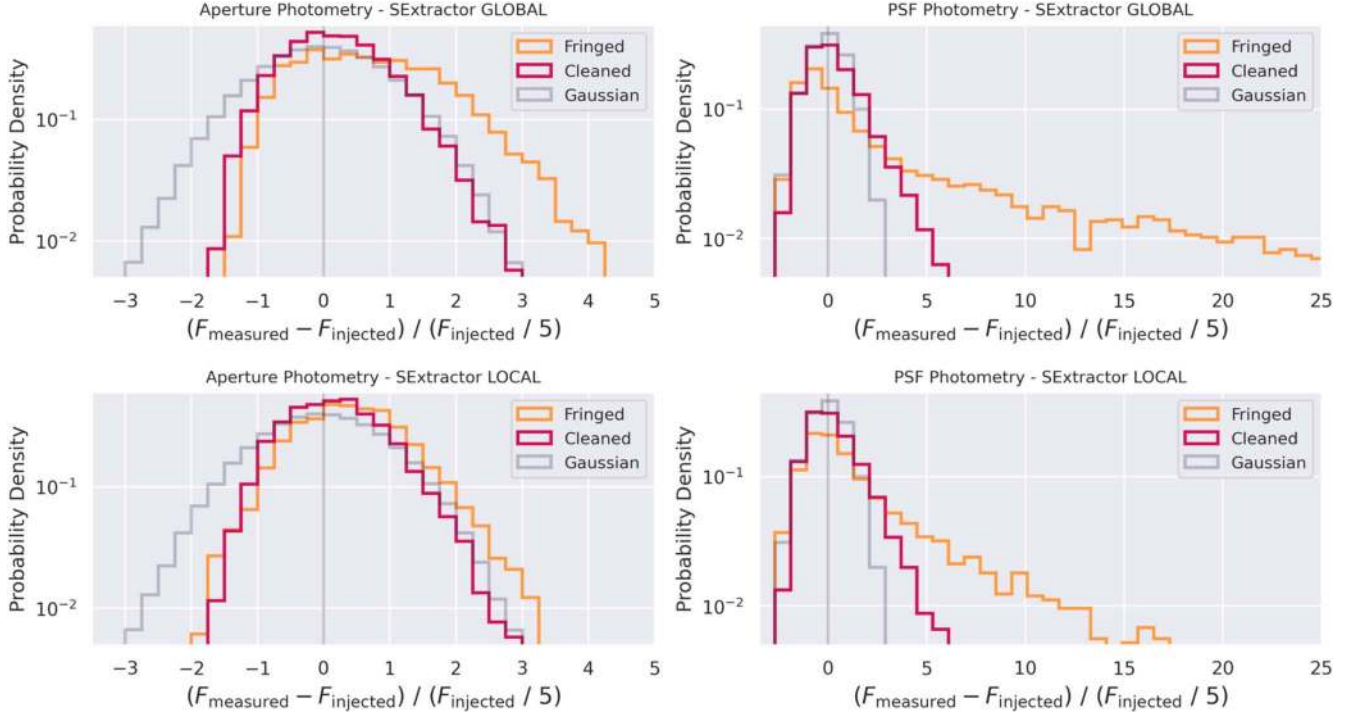 Aperture Photometry - SExtractor GLOBAL
Probability Density
10⁻¹
10⁻²
Fringed
Cleaned
Gaussian
−3 −2 −1 0 1 2 3 4 5
(F_measured − F_injected) / (F_injected / 5)
PSF Photometry - SExtractor GLOBAL
Probability Density
10⁻¹
10⁻²
Fringed
Cleaned
Gaussian
0 5 10 15 20 25
(F_measured − F_injected) / (F_injected / 5)
Aperture Photometry - SExtractor LOCAL
Probability Density
10⁻¹
10⁻²
Fringed
Cleaned
Gaussian
−3 −2 −1 0 1 2 3 4 5
(F_measured − F_injected) / (F_injected / 5)
PSF Photometry - SExtractor LOCAL
Probability Density
10⁻¹
10⁻²
Fringed
Cleaned
Gaussian
0 5 10 15 20 25
(F_measured − F_injected) / (F_injected / 5)